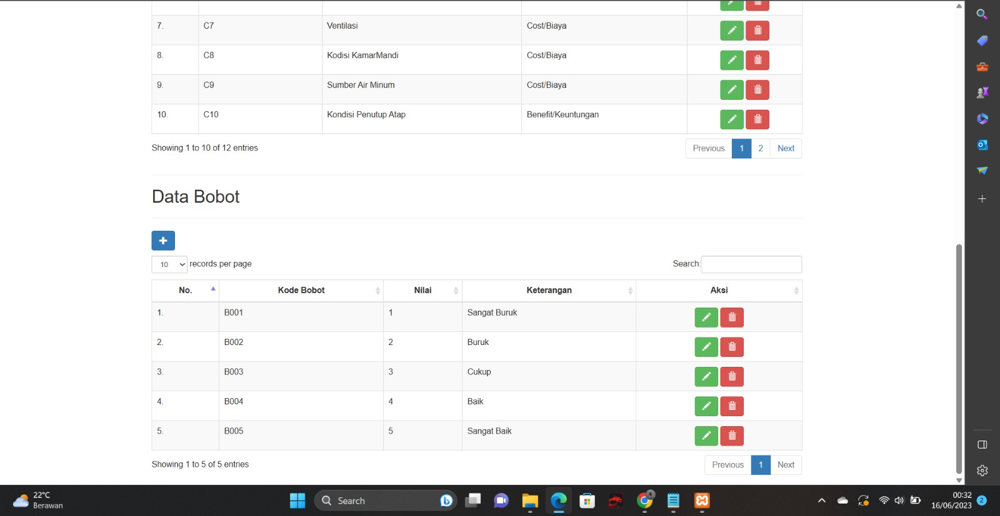 7. C7 Ventilasi Cost/Biaya
8. C8 Kodisi KamarMandi Cost/Biaya
9. C9 Sumber Air Minum Cost/Biaya
10. C10 Kondisi Penutup Atap Benefit/Keuntungan
Showing 1 to 10 of 12 entries Previous 1 2 Next
Data Bobot
10 records per page Search:
No. Kode Bobot Nilai Keterangan Aksi
1. B001 1 Sangat Buruk
2. B002 2 Buruk
3. B003 3 Cukup
4. B004 4 Baik
5. B005 5 Sangat Baik
Showing 1 to 5 of 5 entries Previous 1 Next
22°C
Berawan
Search
00:32
16/06/2023
2